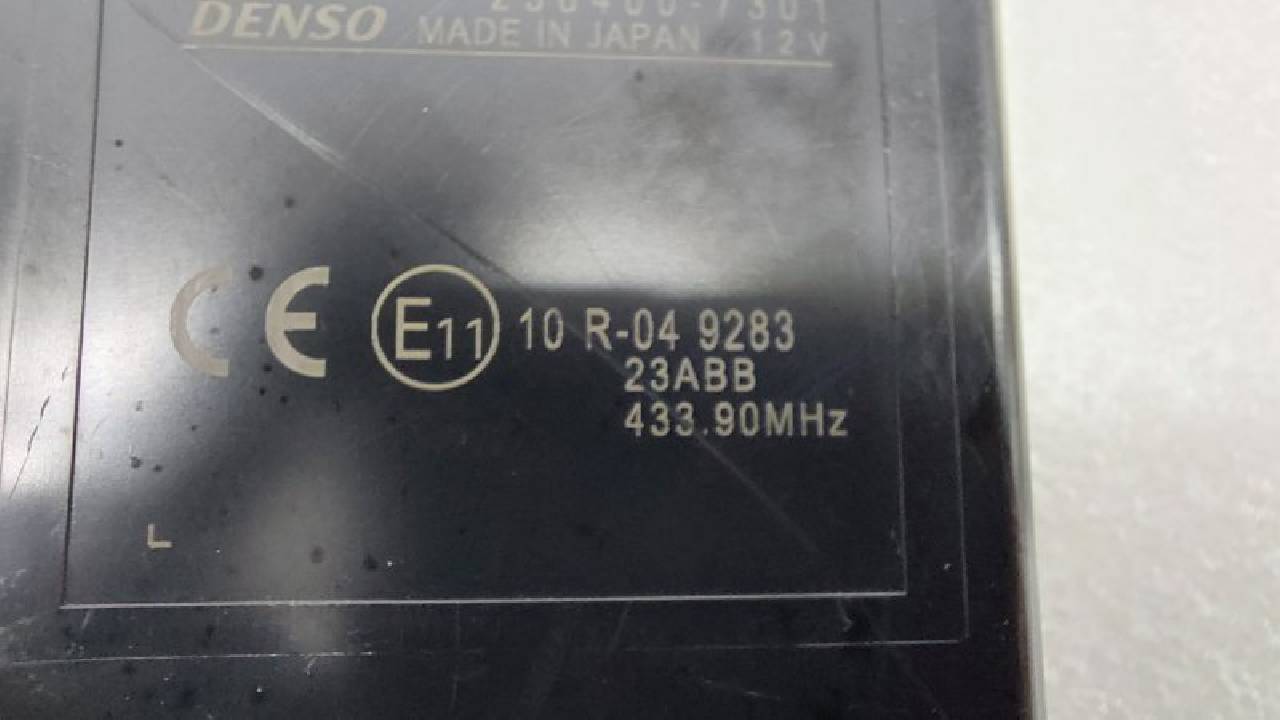 DENSO MADE IN JAPAN 12V
CE E11 10 R-04 9283
23ABB
433.90MHz
L